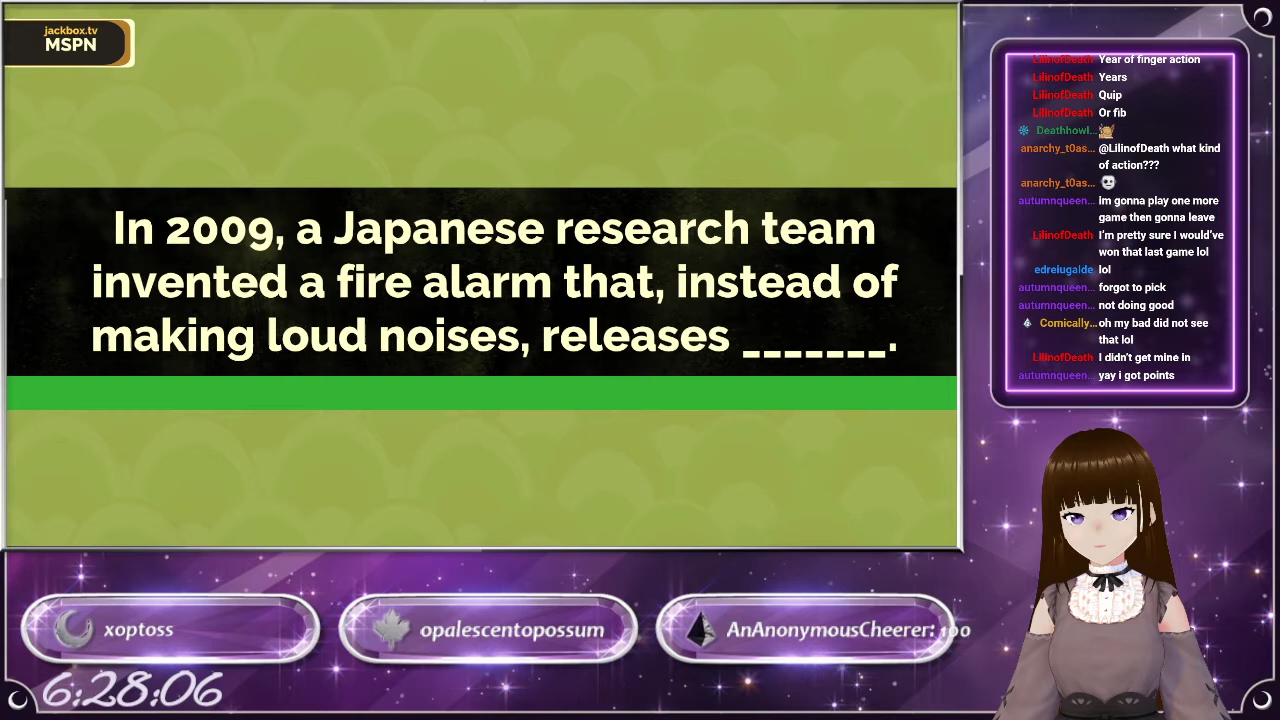 jackbox.tv
MSPN
In 2009, a Japanese research team
invented a fire alarm that, instead of
making loud noises, releases _______.
LilinofDeath Year of finger action
LilinofDeath Years
LilinofDeath Quip
LilinofDeath Or fib
Deathhowl...
anarchy_t0as... @LilinofDeath what kind
of action???
anarchy_t0as...
autumnqueen... im gonna play one more
game then gonna leave
LilinofDeath I'm pretty sure I would've
won that last game lol
edreiugalde lol
autumnqueen... forgot to pick
autumnqueen... not doing good
Comically... oh my bad did not see
that lol
LilinofDeath I didn't get mine in
autumnqueen... yay i got points
xoptoss
opalescentopossum
AnAnonymousCheerer: 100
6:28:06